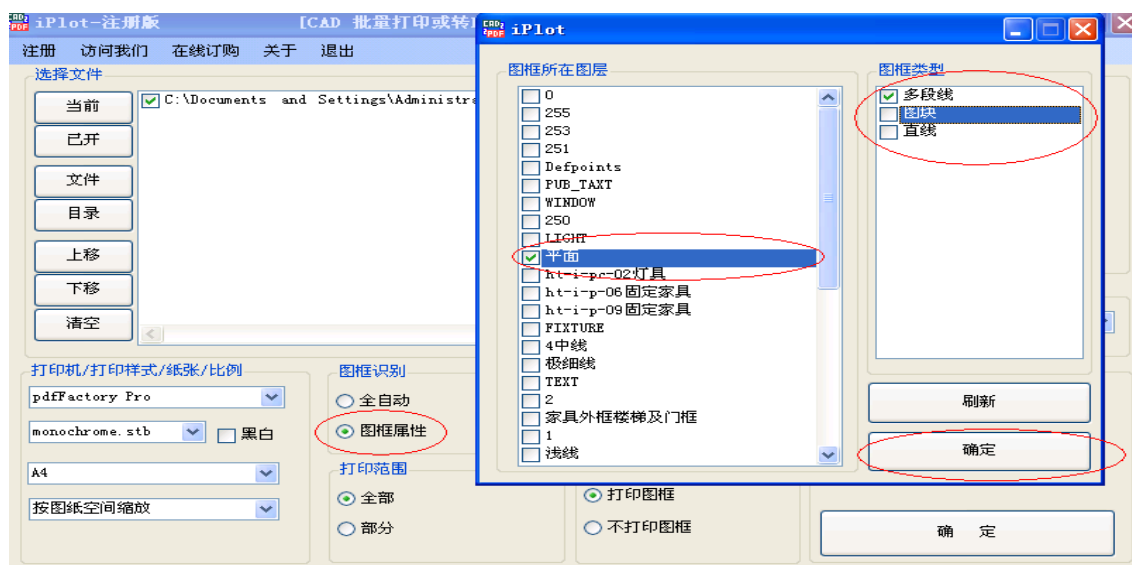 iPlot-注册版
[CAD 批量打印或转
注册 访问我们 在线订购 关于 退出
选择文件
当前
已开
文件
目录
上移
下移
清空
C:\Documents and Settings\Administra
打印机/打印样式/纸张/比例
pdfFactory Pro
monochrome.stb
黑白
A4
按图纸空间缩放
图框识别
全自动
图框属性
打印范围
全部
部分
打印图框
不打印图框
确 定
iPlot
图框所在图层
0
255
253
251
Defpoints
PUB_TAXT
WINDOW
250
LIGHT
平面
ht-i-pc-02灯具
ht-i-p-06固定家具
ht-i-p-09固定家具
FIXTURE
4中线
极细线
TEXT
2
家具外框楼梯及门框
1
浅线
图框类型
多段线
图块
直线
刷新
确定